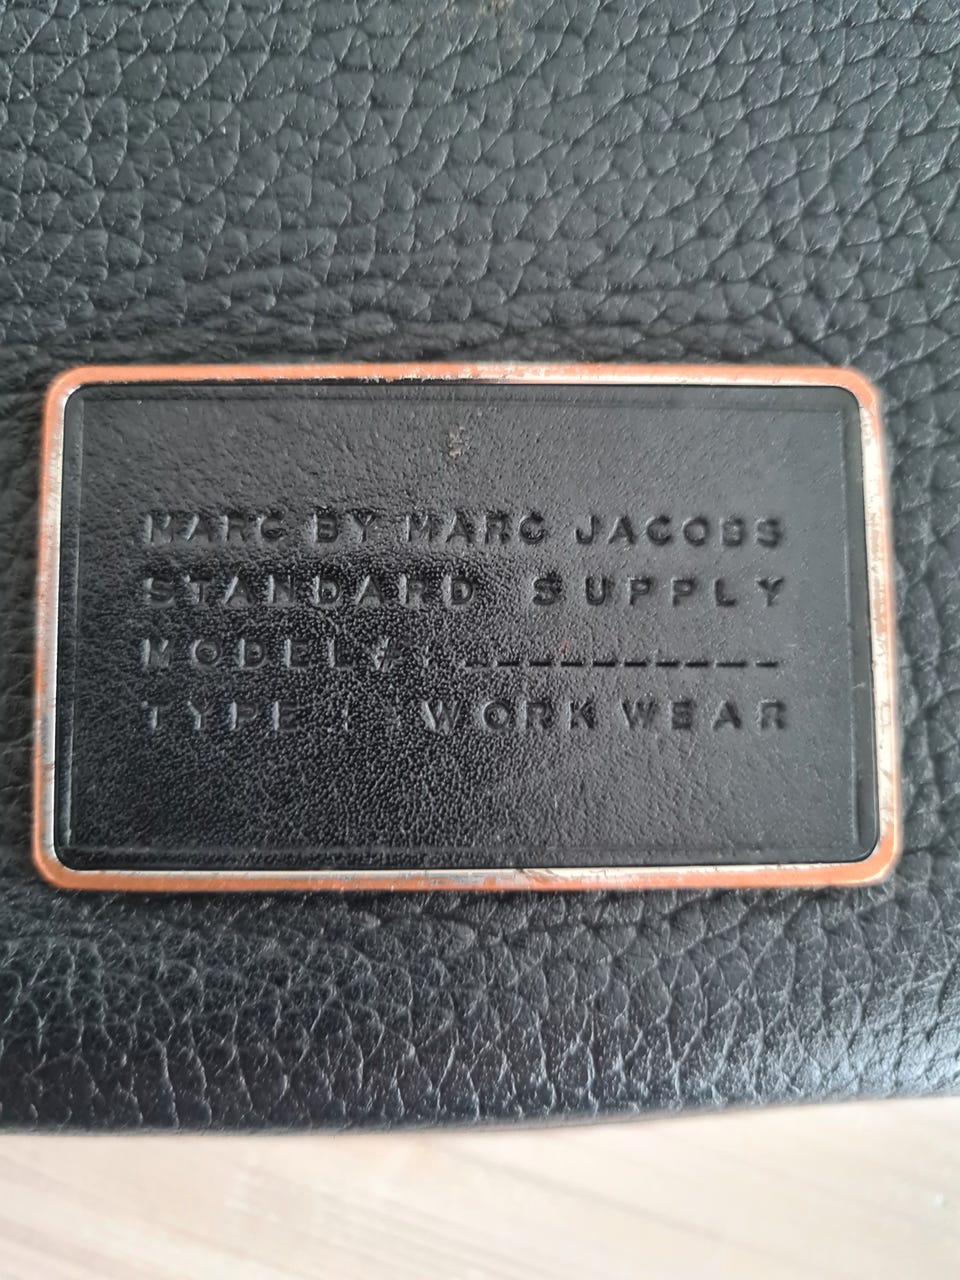 MARC BY MARC JACOBS
STANDARD SUPPLY
MODEL#: __________
TYPE : WORK WEAR